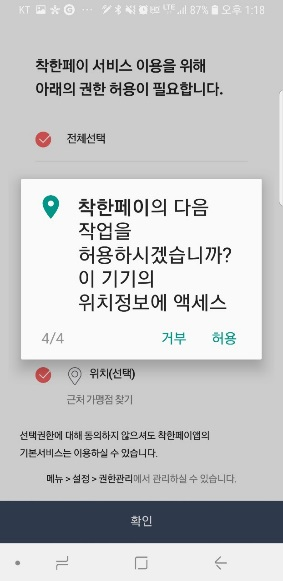 KT 87% 오후 1:18
착한페이 서비스 이용을 위해
아래의 권한 허용이 필요합니다.
전체선택
착한페이의 다음
작업을
허용하시겠습니까?
이 기기의
위치정보에 액세스
4/4 거부 허용
위치(선택)
근처 가맹점 찾기
선택권한에 대해 동의하지 않으셔도 착한페이앱의
기본서비스는 이용하실 수 있습니다.
메뉴 > 설정 > 권한관리에서 관리하실 수 있습니다.
확인